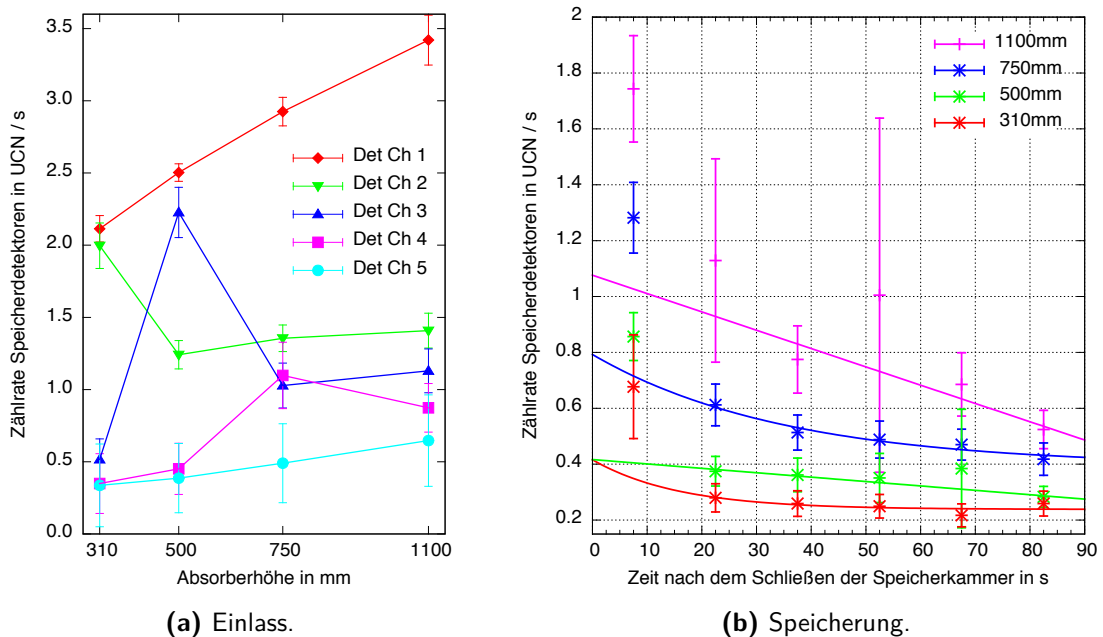 Zählrate Speicherdetektoren in UCN / s
3.5
3.0
2.5
2.0
1.5
1.0
0.5
0.0
Det Ch 1
Det Ch 2
Det Ch 3
Det Ch 4
Det Ch 5
310 500 750 1100
Absorberhöhe in mm
(a) Einlass.
Zählrate Speicherdetektoren in UCN / s
2
1.8
1.6
1.4
1.2
1
0.8
0.6
0.4
0.2
1100mm
750mm
500mm
310mm
0 10 20 30 40 50 60 70 80 90
Zeit nach dem Schließen der Speicherkammer in s
(b) Speicherung.